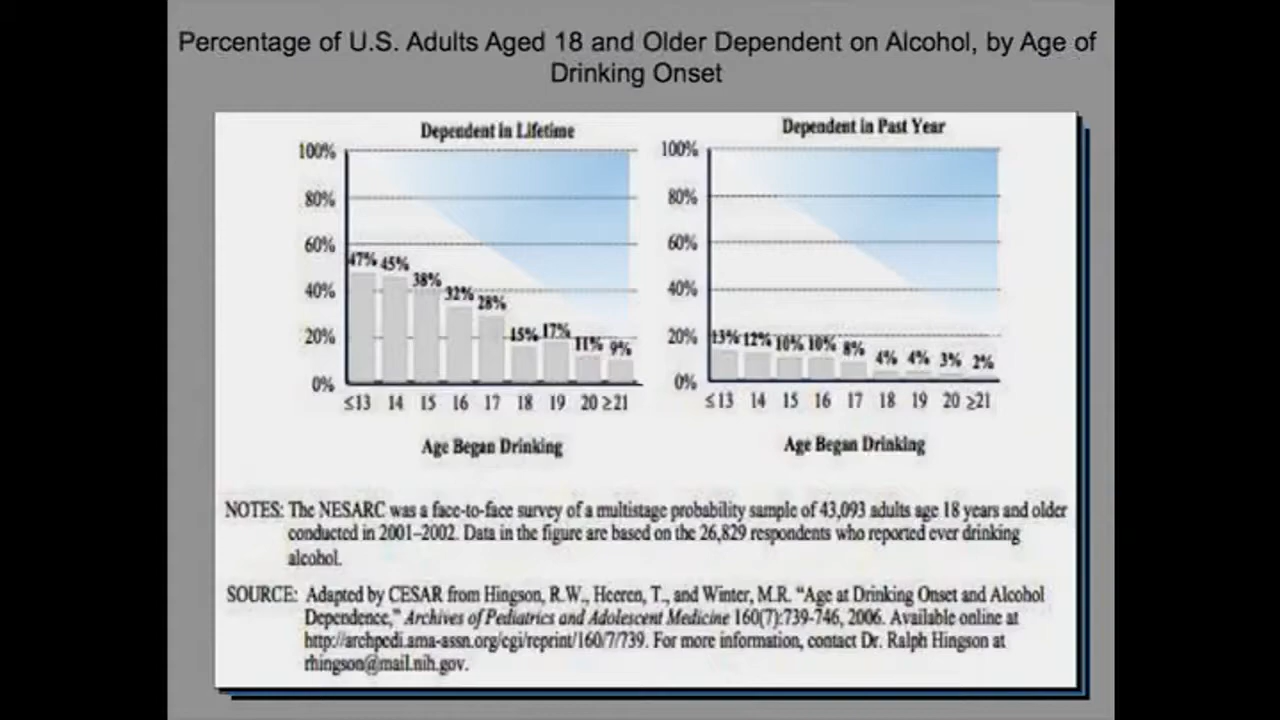 Percentage of U.S. Adults Aged 18 and Older Dependent on Alcohol, by Age of
Drinking Onset
Dependent in Lifetime
100%
80%
60%
40%
20%
0%
47% 45% 38% 32% 28% 15% 17% 11% 9%
≤13 14 15 16 17 18 19 20 ≥21
Age Began Drinking
Dependent in Past Year
100%
80%
60%
40%
20%
0%
13% 12% 10% 10% 8% 4% 4% 3% 2%
≤13 14 15 16 17 18 19 20 ≥21
Age Began Drinking
NOTES: The NESARC was a face-to-face survey of a multistage probability sample of 43,093 adults age 18 years and older
conducted in 2001–2002. Data in the figure are based on the 26,829 respondents who reported ever drinking
alcohol.
SOURCE: Adapted by CESAR from Hingson, R.W., Heeren, T., and Winter, M.R. “Age at Drinking Onset and Alcohol
Dependence,” Archives of Pediatrics and Adolescent Medicine 160(7):739-746, 2006. Available online at
http://archpedi.ama-assn.org/cgi/reprint/160/7/739. For more information, contact Dr. Ralph Hingson at
rhingson@mail.nih.gov.